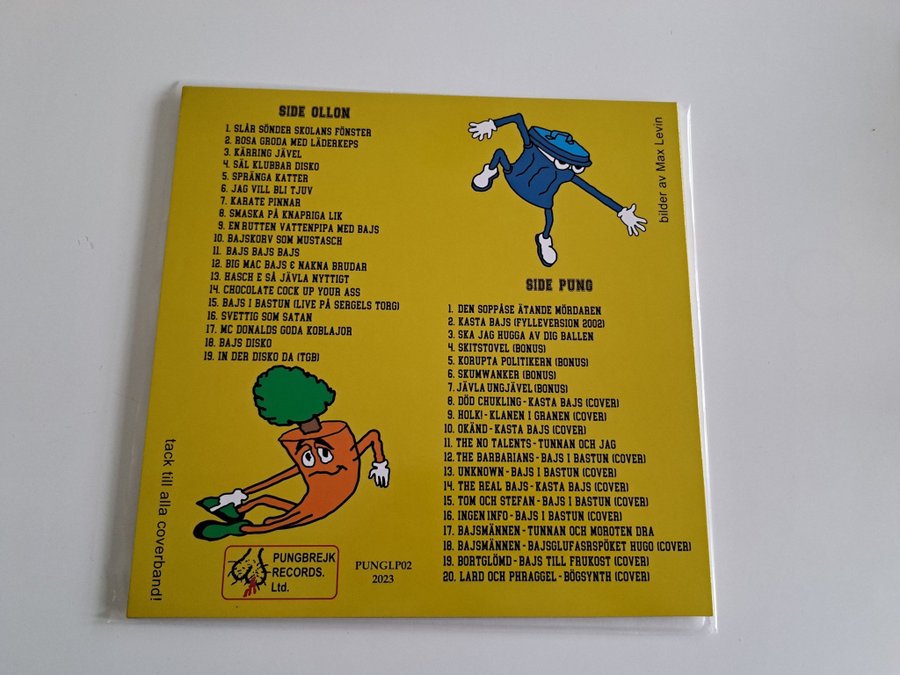 SIDE OLLON
1. SLÅR SÖNDER SKOLANS FÖNSTER
2. ROSA GRODA MED LÄDERKEPS
3. KÄRRING JÄVEL
4. SÄL KLUBBAR DISKO
5. SPRÄNGA KATTER
6. JAG VILL BLI TJUV
7. KARATE PINNAR
8. SMASKA PÅ KNAPRIGA LIK
9. EN RUTTEN VATTENPIPA MED BAJS
10. BAJSKORV SOM MUSTASCH
11. BAJS BAJS BAJS
12. BIG MAC BAJS & NAKNA BRUDAR
13. HASCH E SÅ JÄVLA NYTTIGT
14. CHOCOLATE COCK UP YOUR ASS
15. BAJS I BASTUN (LIVE PÅ SERGELS TORG)
16. SVETTIG SOM SATAN
17. MC DONALDS GODA KOBLAJOR
18. BAJS DISKO
19. IN DER DISKO DA (TGB)
bilder av Max Levin
SIDE PUNG
1. DEN SOPPÅSE ÄTANDE MÖRDAREN
2. KASTA BAJS (FYLLEVERSION 2002)
3. SKA JAG HUGGA AV DIG BALLEN
4. SKITSTOVEL (BONUS)
5. KORUPTA POLITIKERN (BONUS)
6. SKUMWANKER (BONUS)
7. JÄVLA UNGJÄVEL (BONUS)
8. DÖD CHUKLING - KASTA BAJS (COVER)
9. HOLK! - KLANEN I GRANEN (COVER)
10. OKÄND - KASTA BAJS (COVER)
11. THE NO TALENTS - TUNNAN OCH JAG
12. THE BARBARIANS - BAJS I BASTUN (COVER)
13. UNKNOWN - BAJS I BASTUN (COVER)
14. THE REAL BAJS - KASTA BAJS (COVER)
15. TOM OCH STEFAN - BAJS I BASTUN (COVER)
16. INGEN INFO - BAJS I BASTUN (COVER)
17. BAJSMÄNNEN - TUNNAN OCH MOROTEN DRA
18. BAJSMÄNNEN - BAJSGLUFASRSPÖKET HUGO (COVER)
19. BORTGLÖMD - BAJS TILL FRUKOST (COVER)
20. LARD OCH PHRAGGEL - BÖGSYNTH (COVER)
tack till alla coverband!
PUNGBREJK
RECORDS.
Ltd.
PUNGLP02
2023